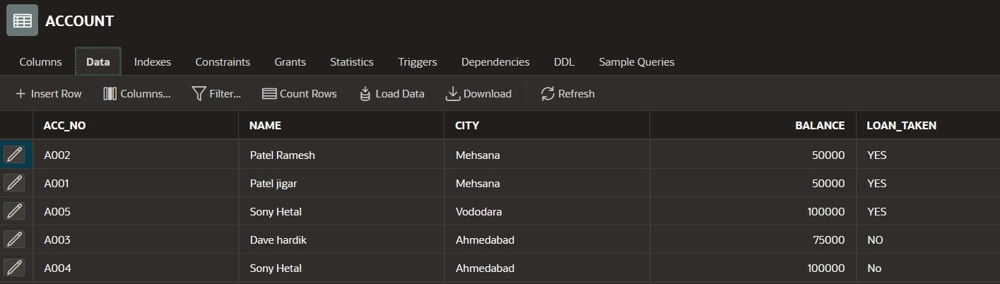 ACCOUNT
Columns Data Indexes Constraints Grants Statistics Triggers Dependencies DDL Sample Queries
Insert Row Columns... Filter... Count Rows Load Data Download Refresh
ACC_NO NAME CITY BALANCE LOAN_TAKEN
A002 Patel Ramesh Mehsana 50000 YES
A001 Patel jigar Mehsana 50000 YES
A005 Sony Hetal Vododara 100000 YES
A003 Dave hardik Ahmedabad 75000 NO
A004 Sony Hetal Ahmedabad 100000 No